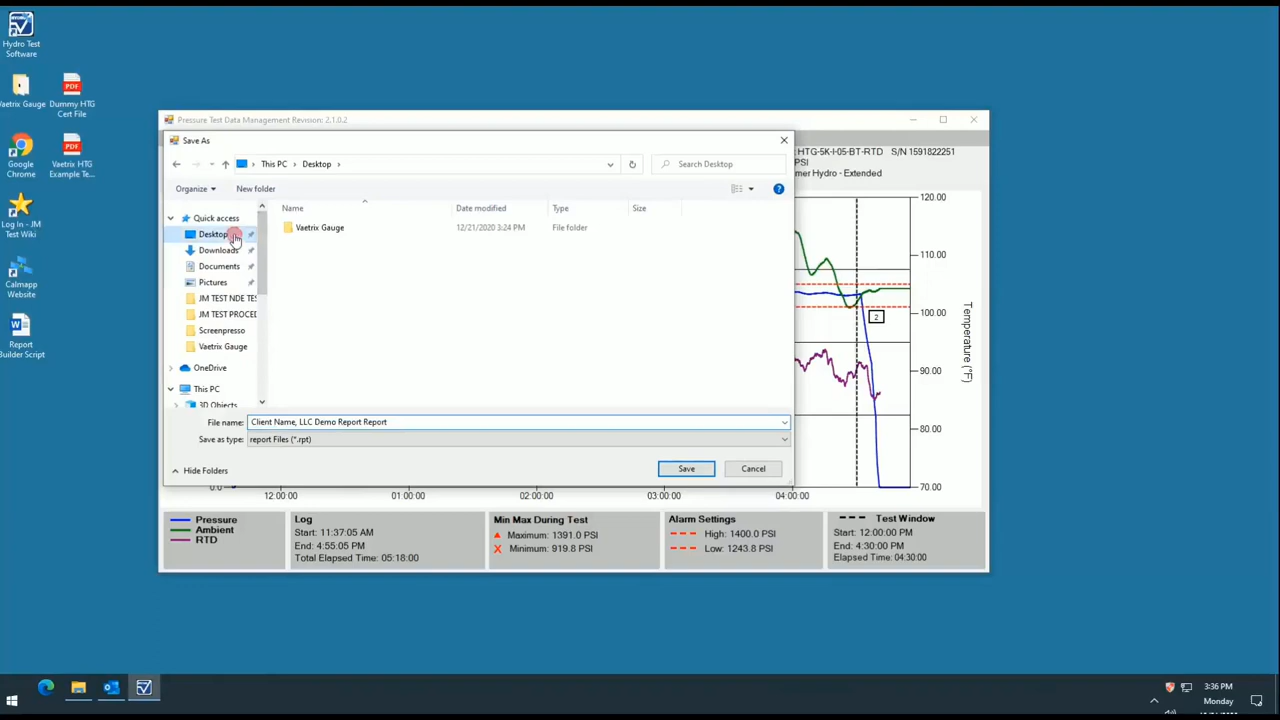 Hydro Test
Software
Vaetrix Gauge
Dummy HTG
Cert File
Google
Chrome
Vaetrix HTG
Example Te...
Log In - JM
Test Wiki
Calmapp
Website
Report
Builder Script
Pressure Test Data Management Revision: 2.1.0.2
Save As
This PC
Desktop
Search Desktop
Organize
New folder
Name
Date modified
Type
Size
Quick access
Desktop
Downloads
Documents
Pictures
JM TEST NDE TES
JM TEST PROCED
Screenpresso
Vaetrix Gauge
OneDrive
This PC
3D Objects
Vaetrix Gauge
12/21/2020 3:24 PM
File folder
File name:
Client Name, LLC Demo Report Report
Save as type:
report Files (*.rpt)
Hide Folders
Save
Cancel
HTG-5K-I-05-BT-RTD S/N 1591822251
PSI
mer Hydro - Extended
120.00
110.00
100.00
90.00
80.00
70.00
Temperature (°F)
2
0.0
12:00:00
01:00:00
02:00:00
03:00:00
04:00:00
Pressure
Ambient
RTD
Log
Start: 11:37:05 AM
End: 4:55:05 PM
Total Elapsed Time: 05:18:00
Min Max During Test
Maximum: 1391.0 PSI
Minimum: 919.8 PSI
Alarm Settings
High: 1400.0 PSI
Low: 1243.8 PSI
Test Window
Start: 12:00:00 PM
End: 4:30:00 PM
Elapsed Time: 04:30:00
3:36 PM
Monday